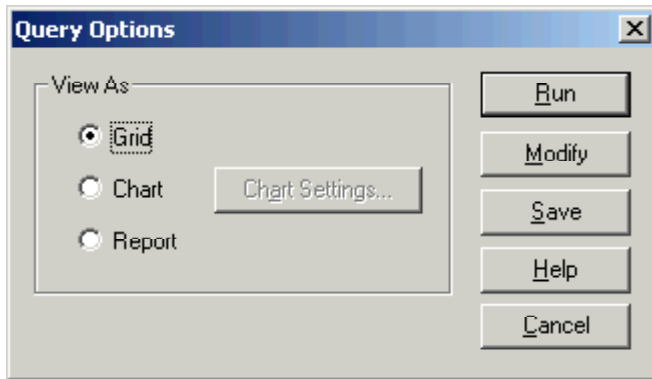 Query Options
View As
Grid
Chart
Chart Settings...
Report
Run
Modify
Save
Help
Cancel